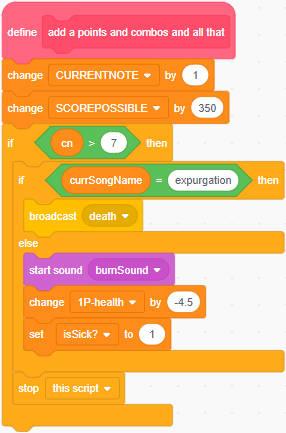 define add a points and combos and all that
change CURRENTNOTE by 1
change SCOREPOSSIBLE by 350
if cn > 7 then
if currSongName = expurgation then
broadcast death
else
start sound burnSound
change 1P-health by -4.5
set isSick? to 1
stop this script